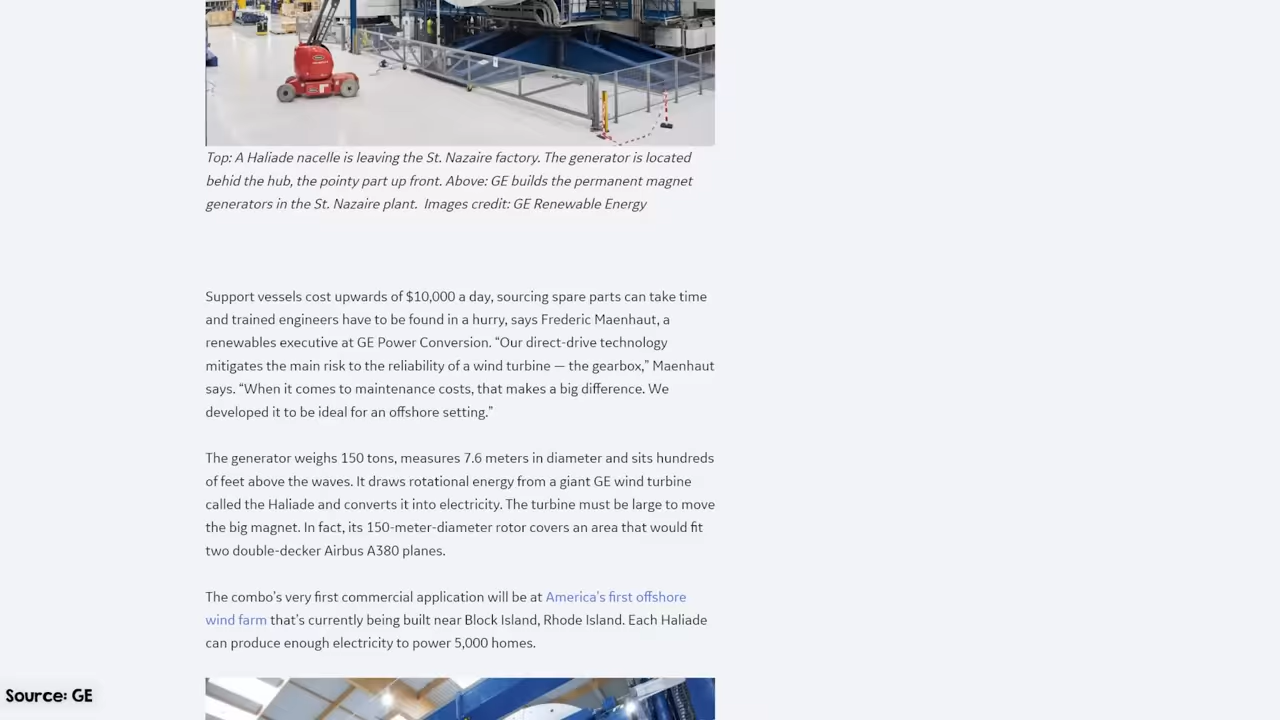 Top: A Haliade nacelle is leaving the St. Nazaire factory. The generator is located
behid the hub, the pointy part up front. Above: GE builds the permanent magnet
generators in the St. Nazaire plant. Images credit: GE Renewable Energy
Support vessels cost upwards of $10,000 a day, sourcing spare parts can take time
and trained engineers have to be found in a hurry, says Frederic Maenhaut, a
renewables executive at GE Power Conversion. “Our direct-drive technology
mitigates the main risk to the reliability of a wind turbine — the gearbox,” Maenhaut
says. “When it comes to maintenance costs, that makes a big difference. We
developed it to be ideal for an offshore setting.”
The generator weighs 150 tons, measures 7.6 meters in diameter and sits hundreds
of feet above the waves. It draws rotational energy from a giant GE wind turbine
called the Haliade and converts it into electricity. The turbine must be large to move
the big magnet. In fact, its 150-meter-diameter rotor covers an area that would fit
two double-decker Airbus A380 planes.
The combo’s very first commercial application will be at America’s first offshore
wind farm that’s currently being built near Block Island, Rhode Island. Each Haliade
can produce enough electricity to power 5,000 homes.
Source: GE